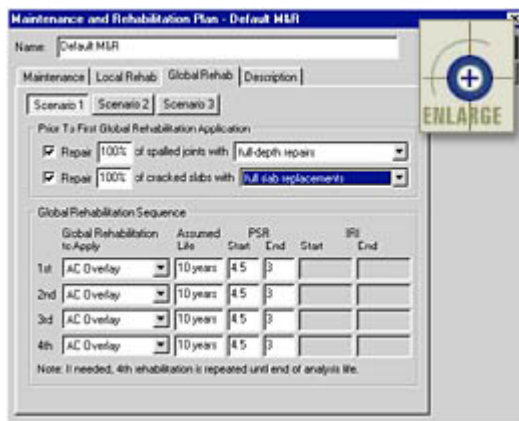 Maintenance and Rehabilitation Plan - Default M&R
Name: Default M&R
Maintenance Local Rehab Global Rehab Description
Scenario 1 Scenario 2 Scenario 3
ENLARGE
Prior To First Global Rehabilitation Application
Repair 100% of spalled joints with Full-depth repairs
Repair 100% of cracked slabs with Full slab replacements
Global Rehabilitation Sequence
Global Rehabilitation Assumed PSR IRI
to Apply Life Start End Start End
1st AC Overlay 10 years 4.5 3
2nd AC Overlay 10 years 4.5 3
3rd AC Overlay 10 years 4.5 3
4th AC Overlay 10 years 4.5 3
Note: If needed, 4th rehabilitation is repeated until end of analysis life.